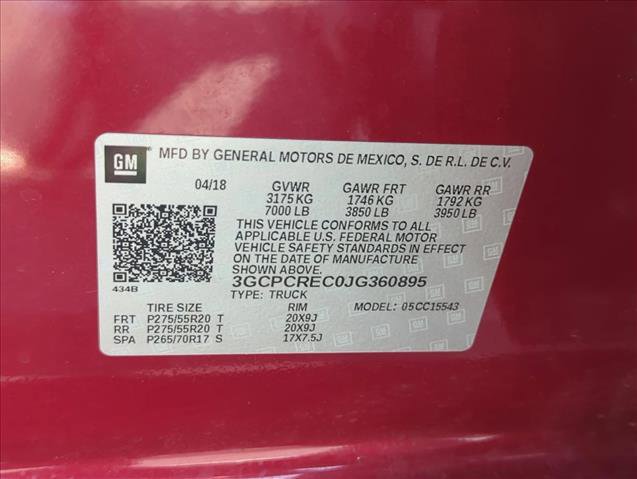 GM
MFD BY GENERAL MOTORS DE MEXICO, S. DE R.L. DE C.V.
04/18 GVWR GAWR FRT GAWR RR
3175 KG 1746 KG 1792 KG
7000 LB 3850 LB 3950 LB
THIS VEHICLE CONFORMS TO ALL
APPLICABLE U.S. FEDERAL MOTOR
VEHICLE SAFETY STANDARDS IN EFFECT
ON THE DATE OF MANUFACTURE
SHOWN ABOVE.
434B
3GCPCREC0JG360895
TYPE: TRUCK MODEL: 05CC15543
TIRE SIZE RIM
FRT P275/55R20 T 20X9J
RR P275/55R20 T 20X9J
SPA P265/70R17 S 17X7.5J